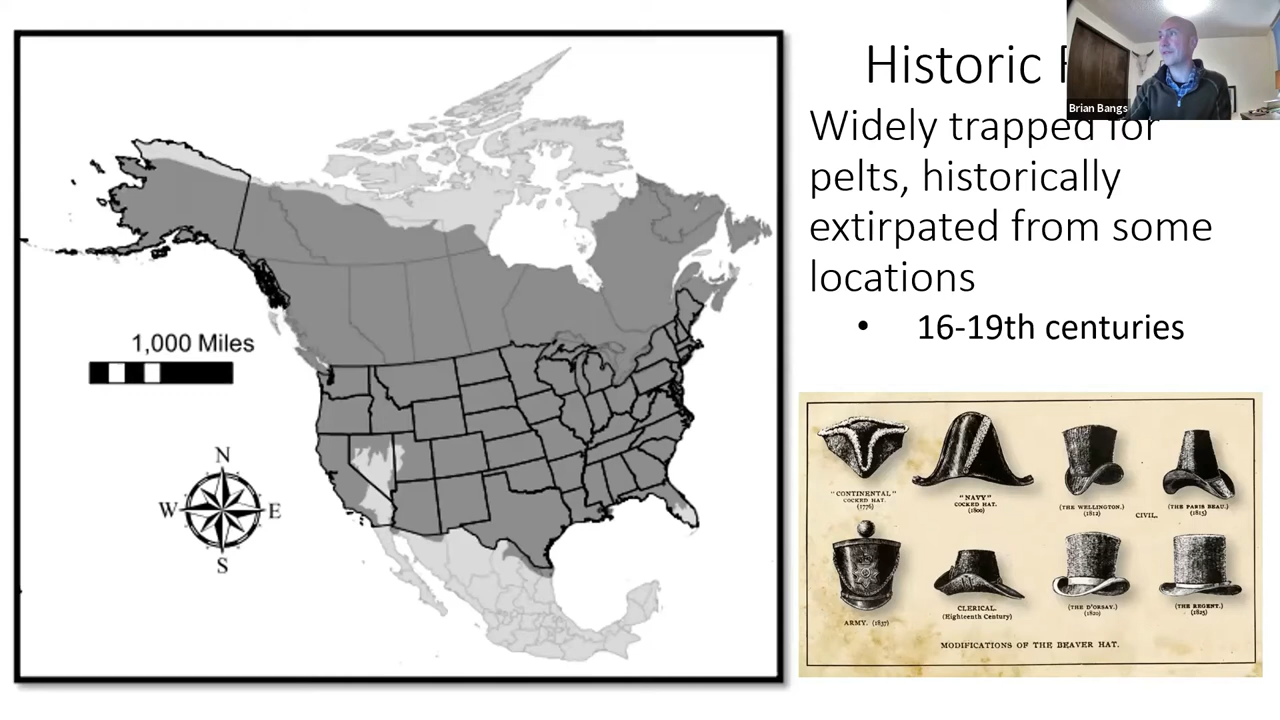 Historic
Brian Bangs
Widely trapped for
pelts, historically
extirpated from some
locations
• 16-19th centuries
1,000 Miles
N
W E
S
"CONTINENTAL"
COCKED HAT.
(1776)
"NAVY"
COCKED HAT.
(1800)
(THE WELLINGTON.)
(1812)
CIVIL.
(THE PARIS BEAU.)
(1815)
ARMY. (1837)
CLERICAL.
(Eighteenth Century)
(THE D'ORSAY.)
(1820)
(THE REGENT.)
(1825)
MODIFICATIONS OF THE BEAVER HAT.